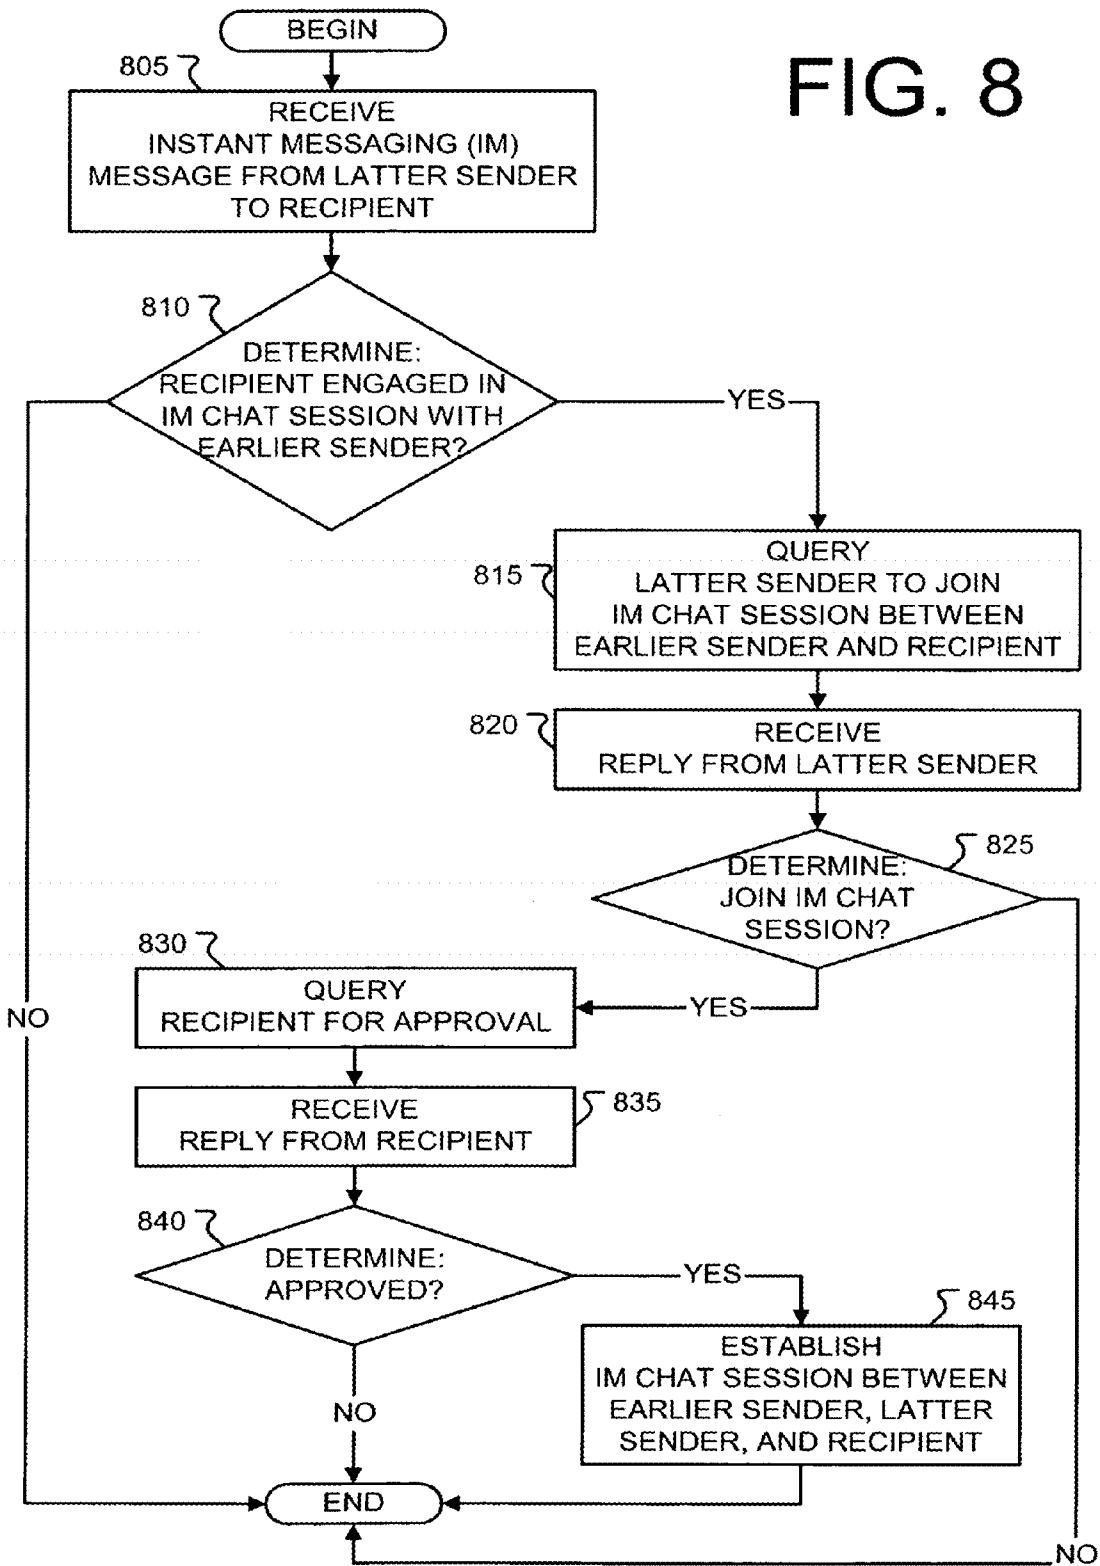 BEGIN
FIG. 8
805
RECEIVE
INSTANT MESSAGING (IM)
MESSAGE FROM LATTER SENDER
TO RECIPIENT
810
DETERMINE:
RECIPIENT ENGAGED IN
IM CHAT SESSION WITH
EARLIER SENDER?
YES
815
QUERY
LATTER SENDER TO JOIN
IM CHAT SESSION BETWEEN
EARLIER SENDER AND RECIPIENT
820
RECEIVE
REPLY FROM LATTER SENDER
825
DETERMINE:
JOIN IM CHAT
SESSION?
830
QUERY
RECIPIENT FOR APPROVAL
YES
NO
835
RECEIVE
REPLY FROM RECIPIENT
840
DETERMINE:
APPROVED?
YES
845
ESTABLISH
IM CHAT SESSION BETWEEN
EARLIER SENDER, LATTER
SENDER, AND RECIPIENT
NO
END
NO